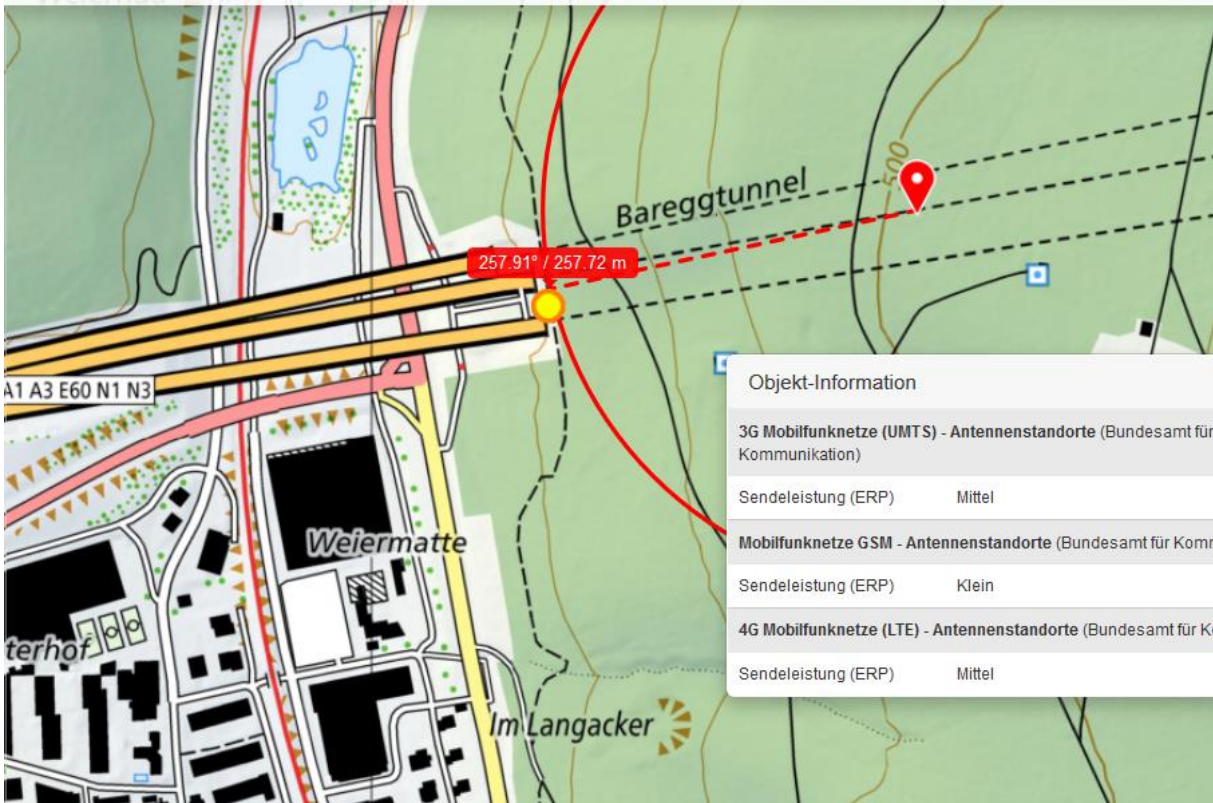 Bareggtunnel
500
257.91° / 257.72 m
A1 A3 E60 N1 N3
Objekt-Information
3G Mobilfunknetze (UMTS) - Antennenstandorte (Bundesamt für
Kommunikation)
Sendeleistung (ERP) Mittel
Mobilfunknetze GSM - Antennenstandorte (Bundesamt für Komm
Sendeleistung (ERP) Klein
4G Mobilfunknetze (LTE) - Antennenstandorte (Bundesamt für K
Sendeleistung (ERP) Mittel
Weiermatte
terhof
Im Langacker